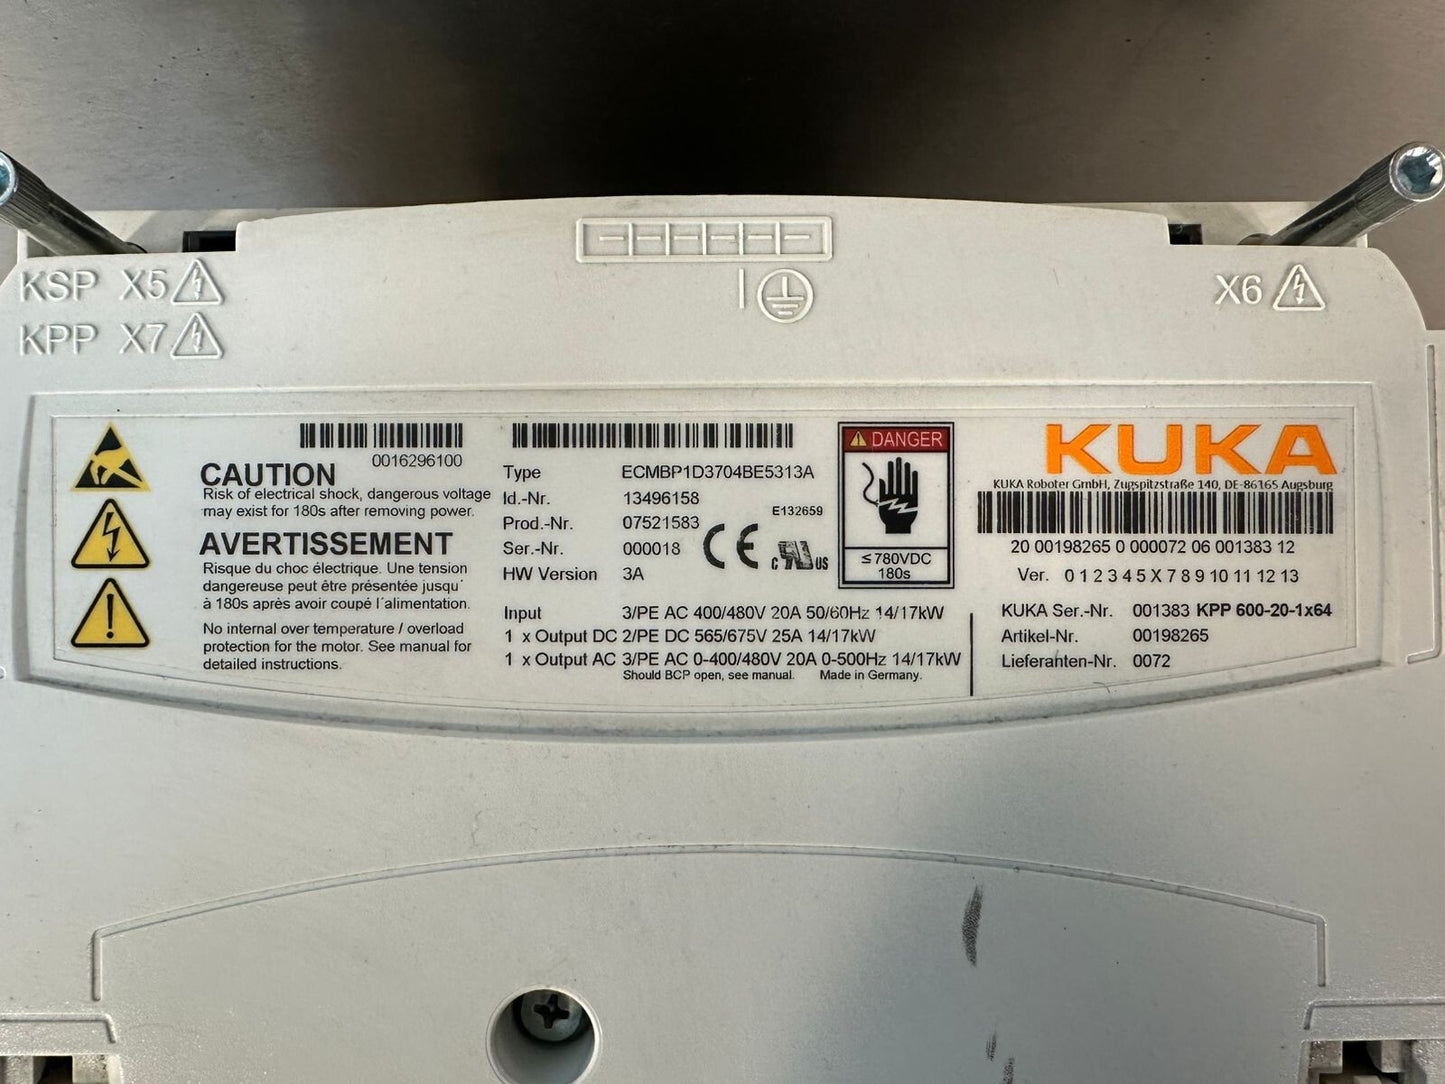 KSP X5
KPP X7
X6
0016296100
CAUTION
Risk of electrical shock, dangerous voltage
may exist for 180s after removing power.
AVERTISSEMENT
Risque du choc électrique. Une tension
dangereuse peut être présentée jusqu´
à 180s après avoir coupé l´alimentation.
No internal over temperature / overload
protection for the motor. See manual for
detailed instructions.
Type ECMBP1D3704BE5313A
Id.-Nr. 13496158
Prod.-Nr. 07521583
Ser.-Nr. 000018
HW Version 3A
CE
E132659
c RU US
Input 3/PE AC 400/480V 20A 50/60Hz 14/17kW
1 x Output DC 2/PE DC 565/675V 25A 14/17kW
1 x Output AC 3/PE AC 0-400/480V 20A 0-500Hz 14/17kW
Should BCP open, see manual. Made in Germany.
DANGER
≤780VDC
180s
KUKA
KUKA Roboter GmbH, Zugspitzstraße 140, DE-86165 Augsburg
20 00198265 0 000072 06 001383 12
Ver. 0 1 2 3 4 5 X 7 8 9 10 11 12 13
KUKA Ser.-Nr. 001383 KPP 600-20-1x64
Artikel-Nr. 00198265
Lieferanten-Nr. 0072